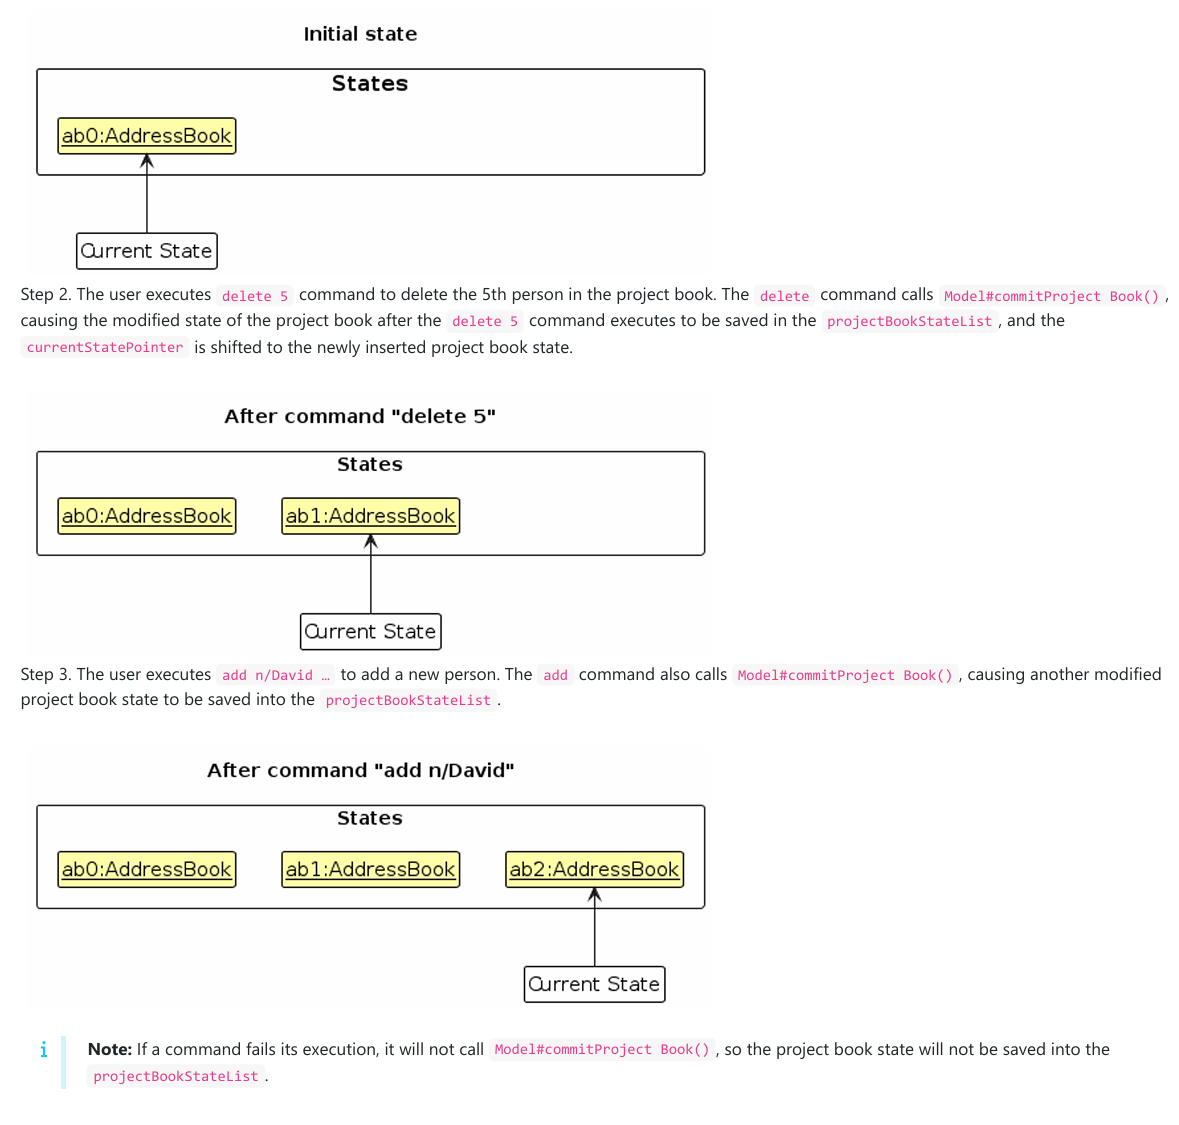 Initial state
States
ab0:AddressBook
Current State
Step 2. The user executes delete 5 command to delete the 5th person in the project book. The delete command calls Model#commitProject Book() ,
causing the modified state of the project book after the delete 5 command executes to be saved in the projectBookStateList , and the
currentStatePointer is shifted to the newly inserted project book state.
After command "delete 5"
States
ab0:AddressBook ab1:AddressBook
Current State
Step 3. The user executes add n/David … to add a new person. The add command also calls Model#commitProject Book() , causing another modified
project book state to be saved into the projectBookStateList .
After command "add n/David"
States
ab0:AddressBook ab1:AddressBook ab2:AddressBook
Current State
i Note: If a command fails its execution, it will not call Model#commitProject Book() , so the project book state will not be saved into the
projectBookStateList .